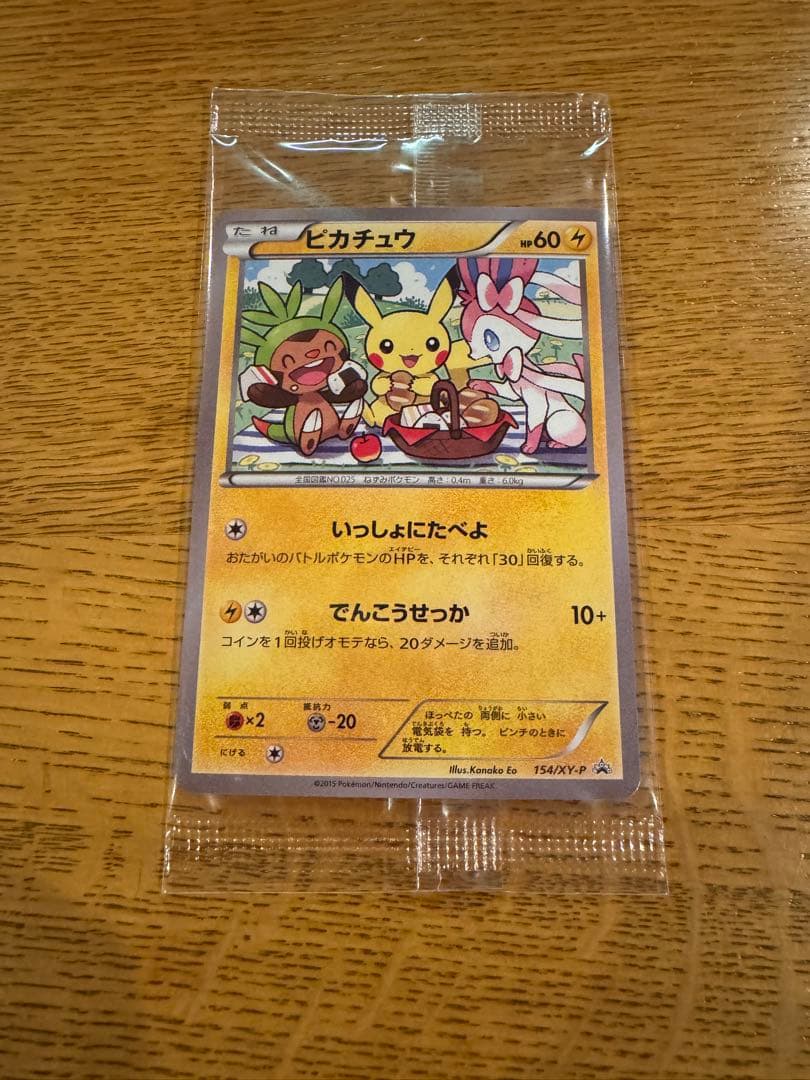 たね ピカチュウ HP60
全国図鑑NO.025 ねずみポケモン 高さ:0.4m 重さ:6.0kg
いっしょにたべよ
おたがいのバトルポケモンのHPを、それぞれ「30」回復する。
でんこうせっか 10+
コインを1回投げオモテなら、20ダメージを追加。
弱点 抵抗力
×2 -20
にげる
ほっぺたの 両側に 小さい
電気袋を 持つ。 ピンチのときに
放電する。
Illus.Kanako Eo 154/XY-P
©2015 Pokémon/Nintendo/Creatures/GAME FREAK